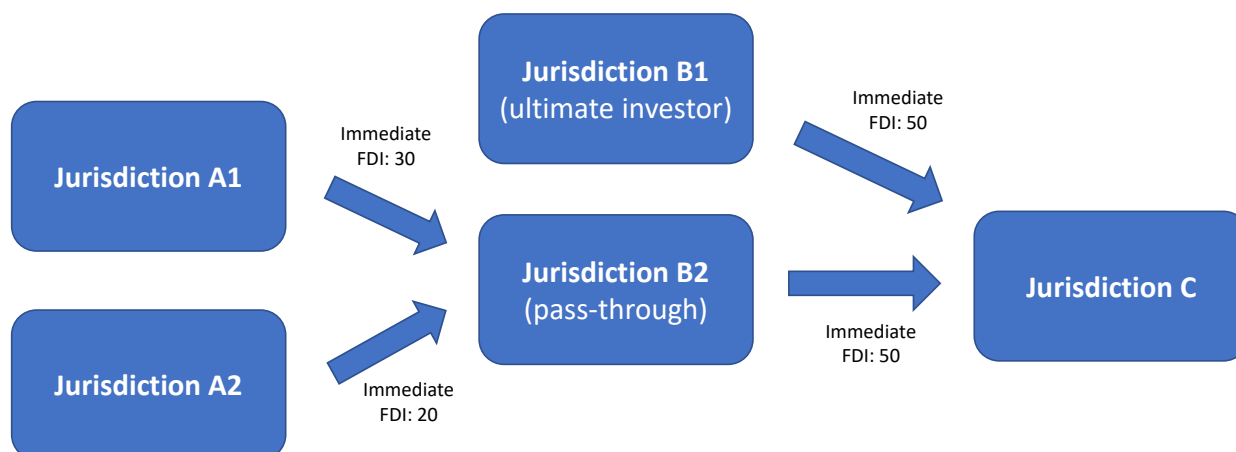 Jurisdiction A1
Immediate
FDI: 30
Jurisdiction A2
Immediate
FDI: 20
Jurisdiction B1
(ultimate investor)
Immediate
FDI: 50
Jurisdiction B2
(pass-through)
Immediate
FDI: 50
Jurisdiction C